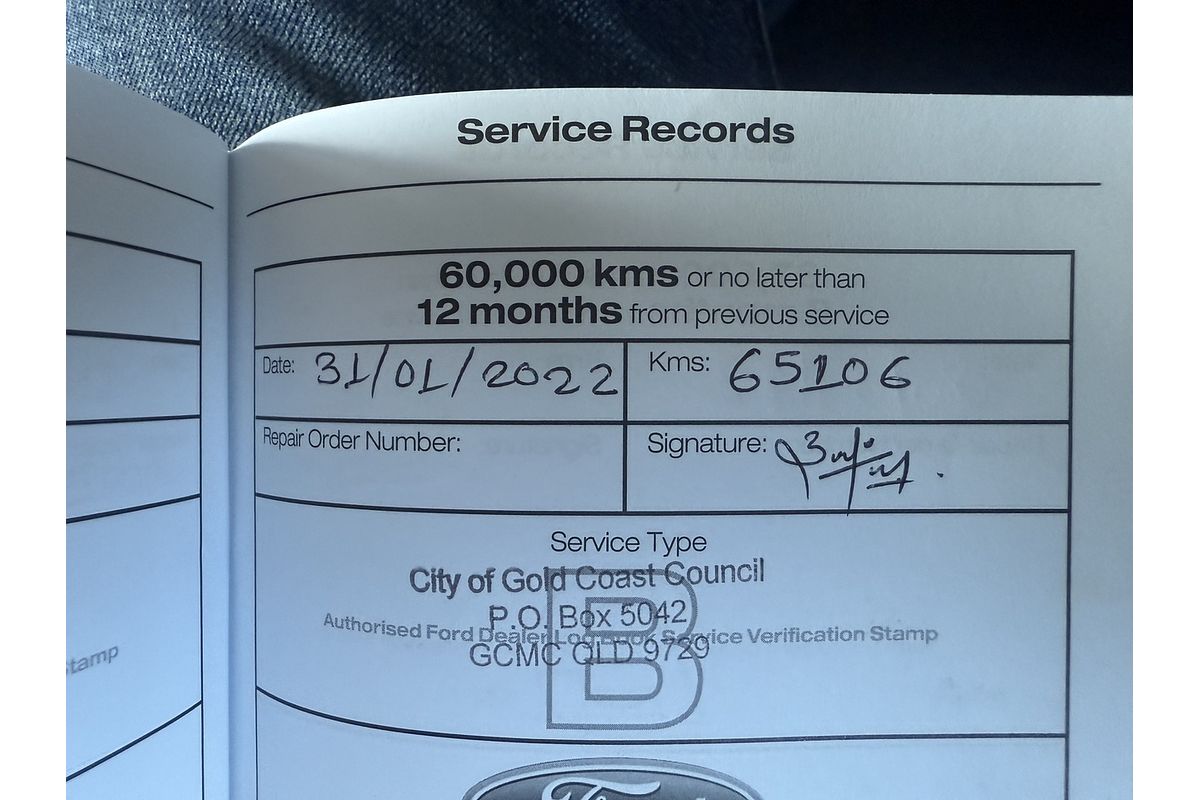 Service Records
60,000 kms or no later than
12 months from previous service
Date: 31/01/2022
Kms: 65106
Repair Order Number:
Signature:
Service Type
City of Gold Coast Council
P.O. Box 5042
Authorised Ford Dealer Log Book Service Verification Stamp
GCMC QLD 9729
B
tamp
Ford